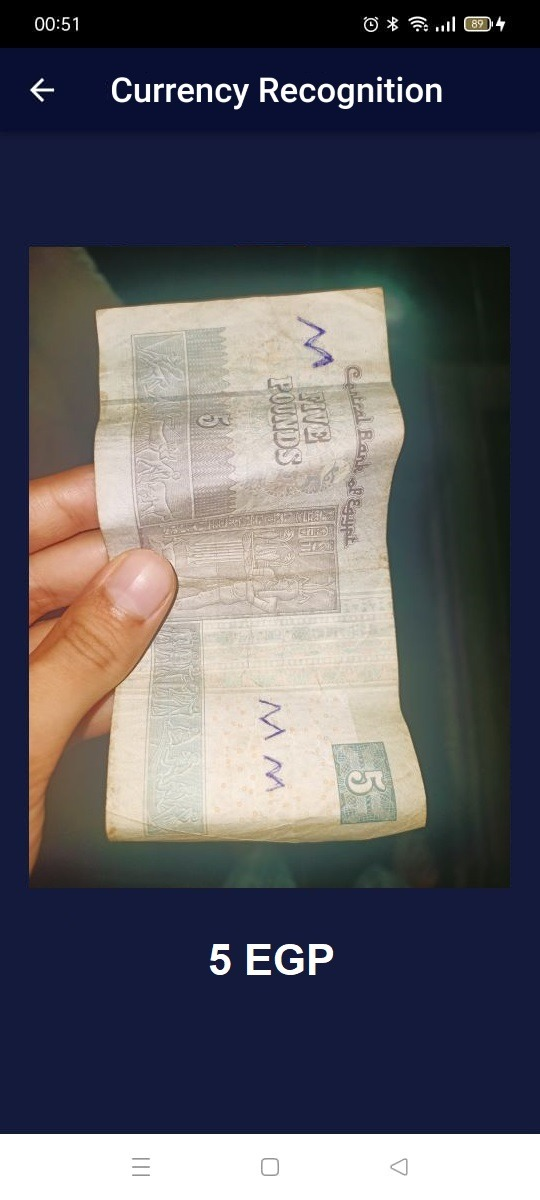 00:51
89
Currency Recognition
Central Bank of Egypt
FIVE
POUNDS
5
M
M M
5
5 EGP